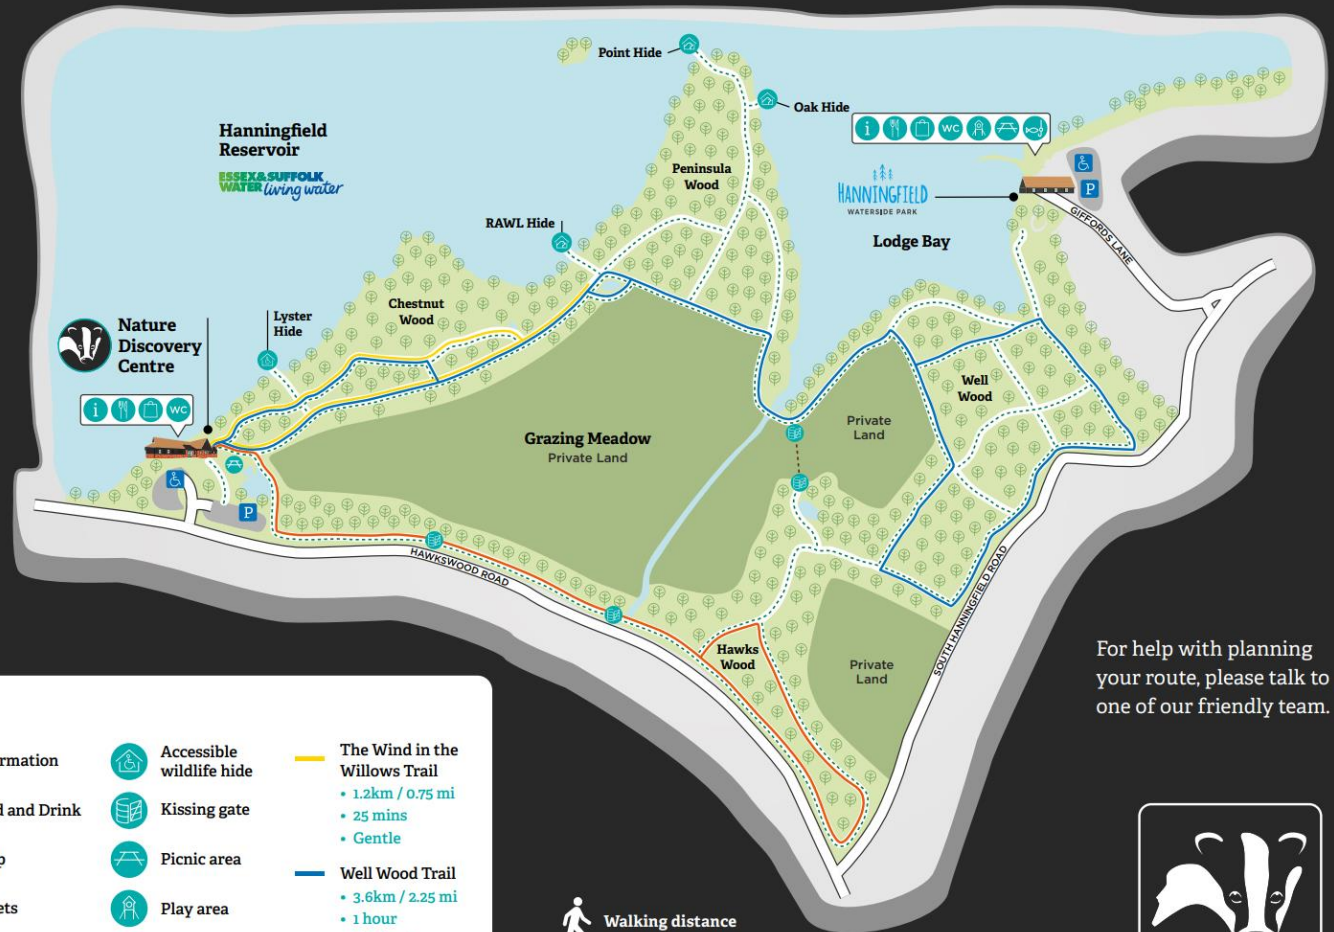 Point Hide
Oak Hide
Hanningfield
Reservoir
ESSEX&SUFFOLK
WATER living water
Peninsula
Wood
WC
HANNINGFIELD
WATERSIDE PARK
P
GIFFORDS LANE
RAWL Hide
Lodge Bay
Chestnut
Wood
Lyster
Hide
Nature
Discovery
Centre
WC
Well
Wood
Private
Land
Grazing Meadow
Private Land
P
HAWKSWOOD ROAD
SOUTH HANNINGFIELD ROAD
Hawks
Wood
Private
Land
For help with planning
your route, please talk to
one of our friendly team.
rmation
d and Drink
p
ets
Accessible
wildlife hide
Kissing gate
Picnic area
Play area
The Wind in the
Willows Trail
• 1.2km / 0.75 mi
• 25 mins
• Gentle
Well Wood Trail
• 3.6km / 2.25 mi
• 1 hour
Walking distance